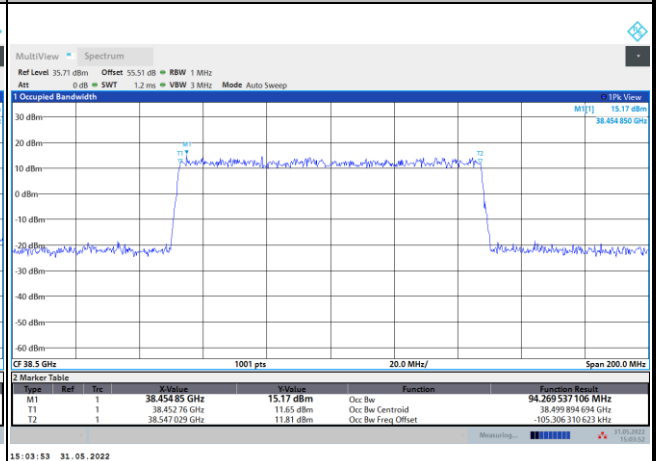 MultiView Spectrum
Ref Level 35.71 dBm Offset 55.51 dB RBW 1 MHz
Att 0 dB SWT 1.2 ms VBW 3 MHz Mode Auto Sweep
1 Occupied Bandwidth 1Pk View
M1[1] 15.17 dBm
38.454 850 GHz
30 dBm
20 dBm
M1
T1 T2
10 dBm
0 dBm
-10 dBm
-20 dBm
-30 dBm
-40 dBm
-50 dBm
-60 dBm
CF 38.5 GHz 1001 pts 20.0 MHz/ Span 200.0 MHz
2 Marker Table
Type Ref Trc X-Value Y-Value Function Function Result
M1 1 38.454 85 GHz 15.17 dBm Occ Bw 94.269 537 106 MHz
T1 1 38.452 76 GHz 11.65 dBm Occ Bw Centroid 38.499 894 694 GHz
T2 1 38.547 029 GHz 11.81 dBm Occ Bw Freq Offset -105.306 310 623 kHz
Measuring... 31.05.2022
15:03:52
15:03:53 31.05.2022